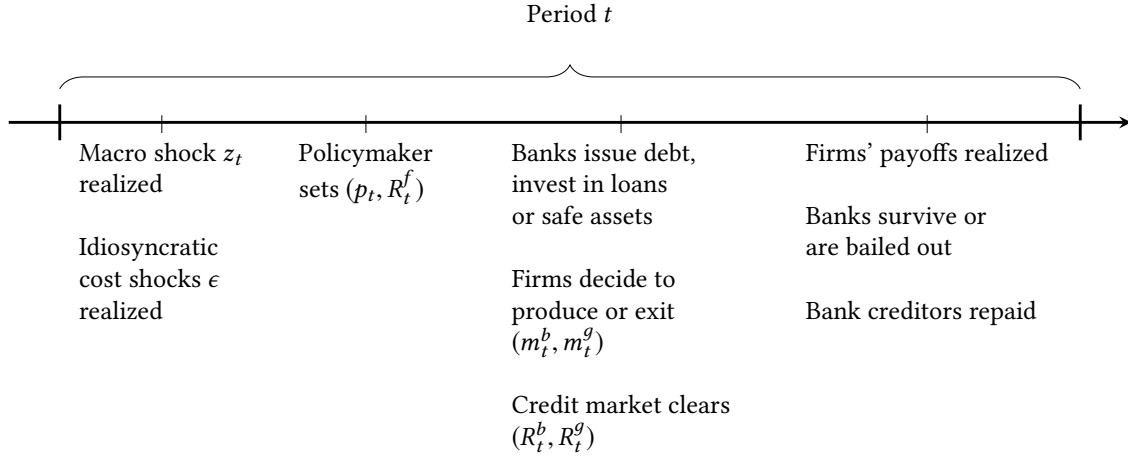 Period t
Macro shock z_t
realized
Idiosyncratic
cost shocks ϵ
realized
Policymaker
sets (p_t, R_t^f)
Banks issue debt,
invest in loans
or safe assets
Firms decide to
produce or exit
(m_t^b, m_t^g)
Credit market clears
(R_t^b, R_t^g)
Firms’ payoffs realized
Banks survive or
are bailed out
Bank creditors repaid